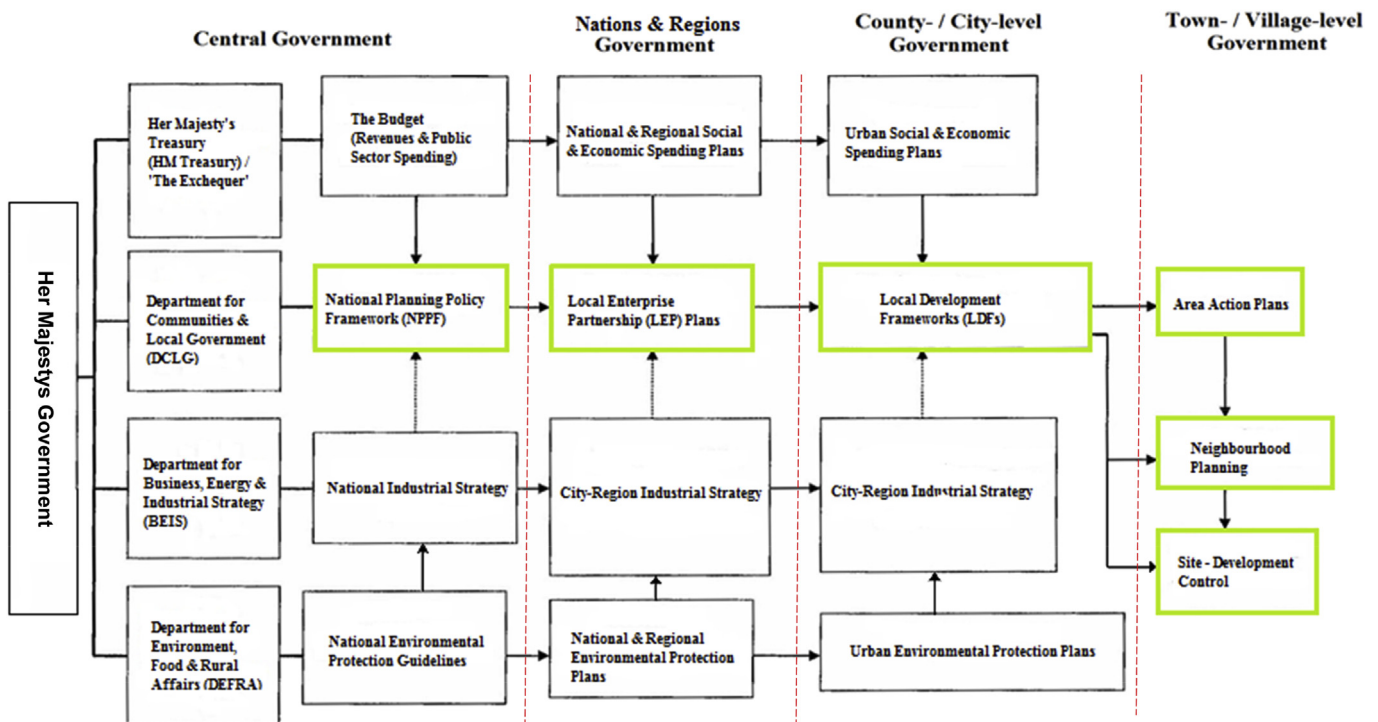 Central Government
Nations & Regions
Government
County- / City-level
Government
Town- / Village-level
Government
Her Majestys Government
Her Majesty's
Treasury
(HM Treasury) /
'The Exchequer'
The Budget
(Revenues & Public
Sector Spending)
National & Regional Social
& Economic Spending Plans
Urban Social & Economic
Spending Plans
Department for
Communities &
Local Government
(DCLG)
National Planning Policy
Framework (NPPF)
Local Enterprise
Partnership (LEP) Plans
Local Development
Frameworks (LDFs)
Area Action Plans
Department for
Business, Energy &
Industrial Strategy
(BEIS)
National Industrial Strategy
City-Region Industrial Strategy
City-Region Industrial Strategy
Neighbourhood
Planning
Site - Development
Control
Department for
Environment,
Food & Rural
Affairs (DEFRA)
National Environmental
Protection Guidelines
National & Regional
Environmental Protection
Plans
Urban Environmental Protection Plans